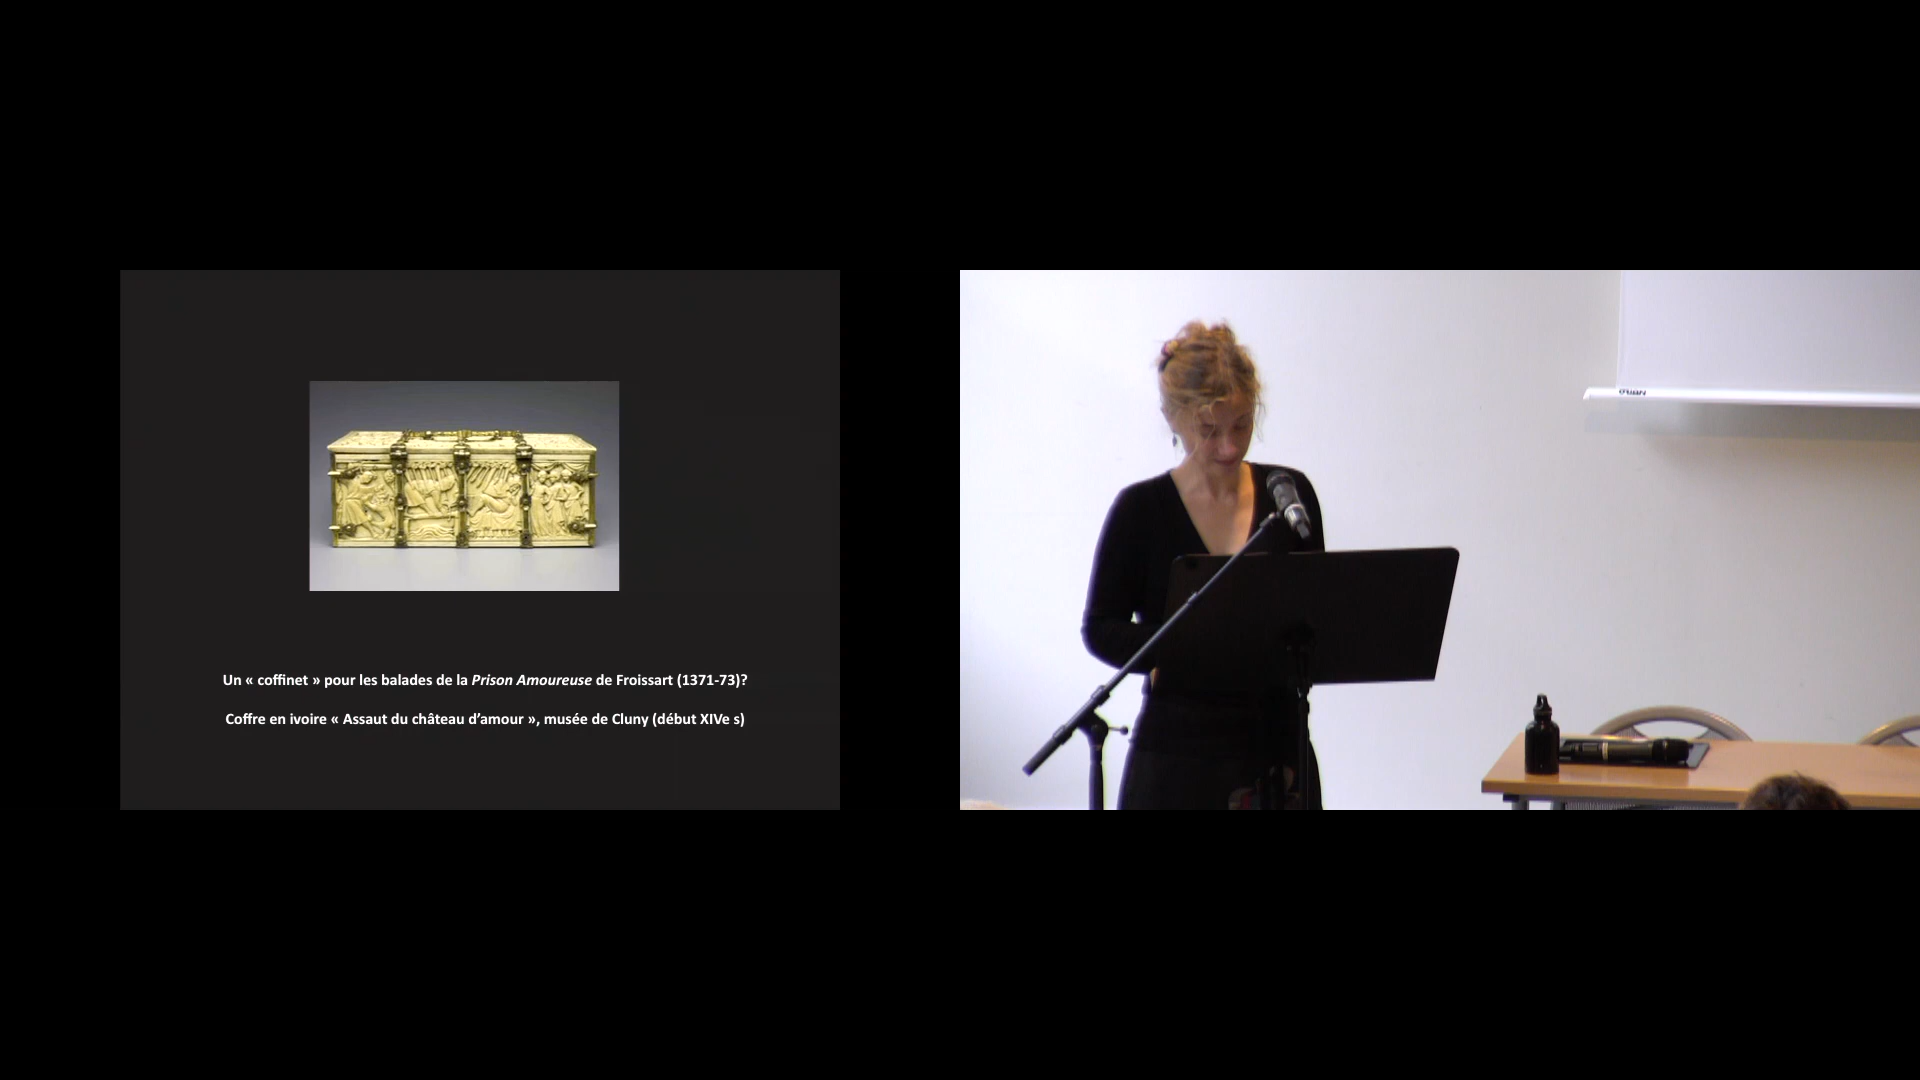 Un « coffinet » pour les balades de la Prison Amoureuse de Froissart (1371-73)?
Coffre en ivoire « Assaut du château d’amour », musée de Cluny (début XIVe s)